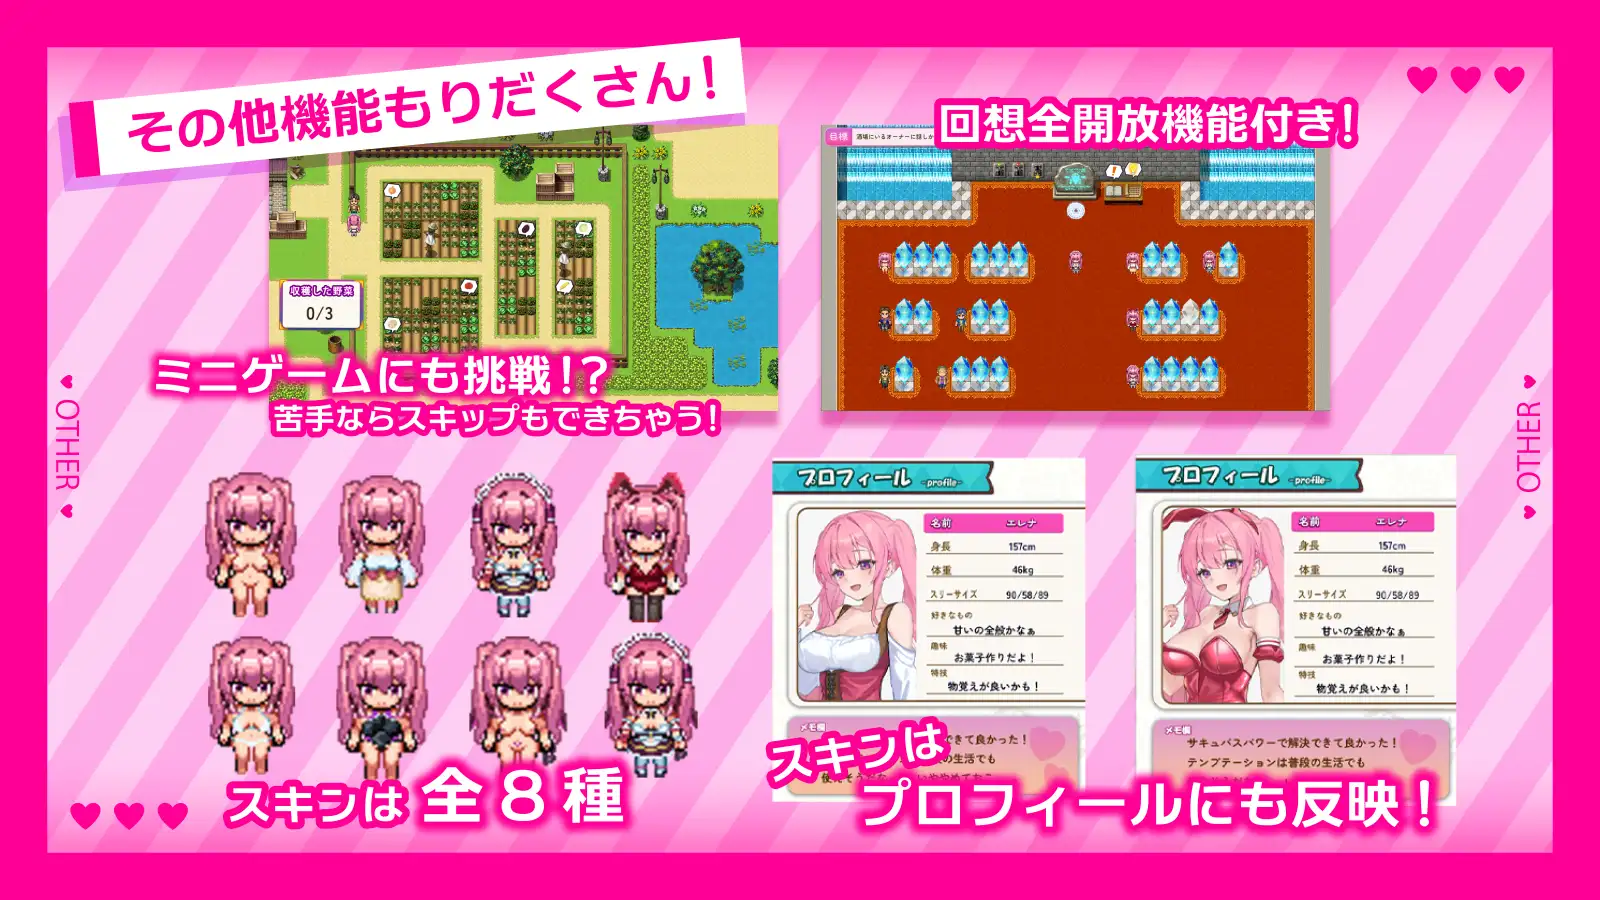 その他機能もりだくさん!
回想全開放機能付き!
目標
酒場にいるオーナーに話しか
収穫した野菜
0/3
ミニゲームにも挑戦!?
苦手ならスキップもできちゃう!
OTHER
OTHER
プロフィール -profile-
名前 エレナ
身長 157cm
体重 46kg
スリーサイズ 90/58/89
好きなもの
甘いの全般かなぁ
趣味
お菓子作りだよ!
特技
物覚えが良いかも!
メモ欄
できて良かった!
の生活でも
プロフィール -profile-
名前 エレナ
身長 157cm
体重 46kg
スリーサイズ 90/58/89
好きなもの
甘いの全般かなぁ
趣味
お菓子作りだよ!
特技
物覚えが良いかも!
メモ欄
サキュバスパワーで解決できて良かった!
テンプテーションは普段の生活でも
スキンは全8種
スキンは
プロフィールにも反映!